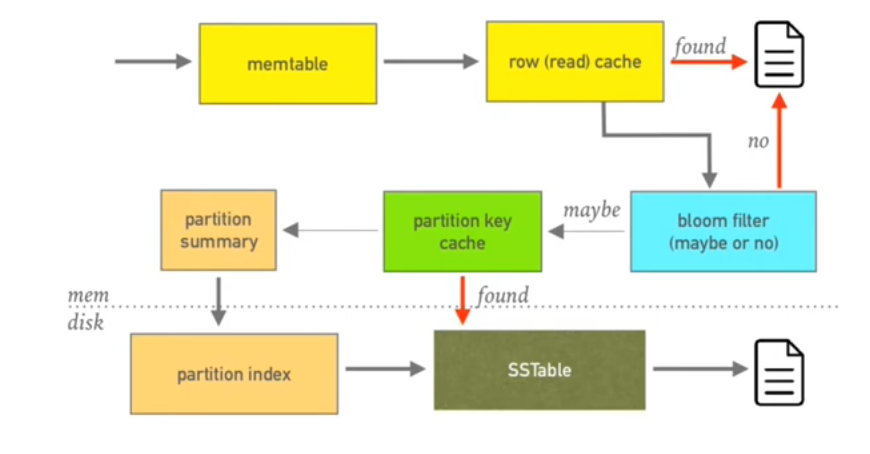 memtable
row (read) cache
found
no
partition
summary
partition key
cache
maybe
bloom filter
(maybe or no)
mem
found
disk
partition index
SSTable